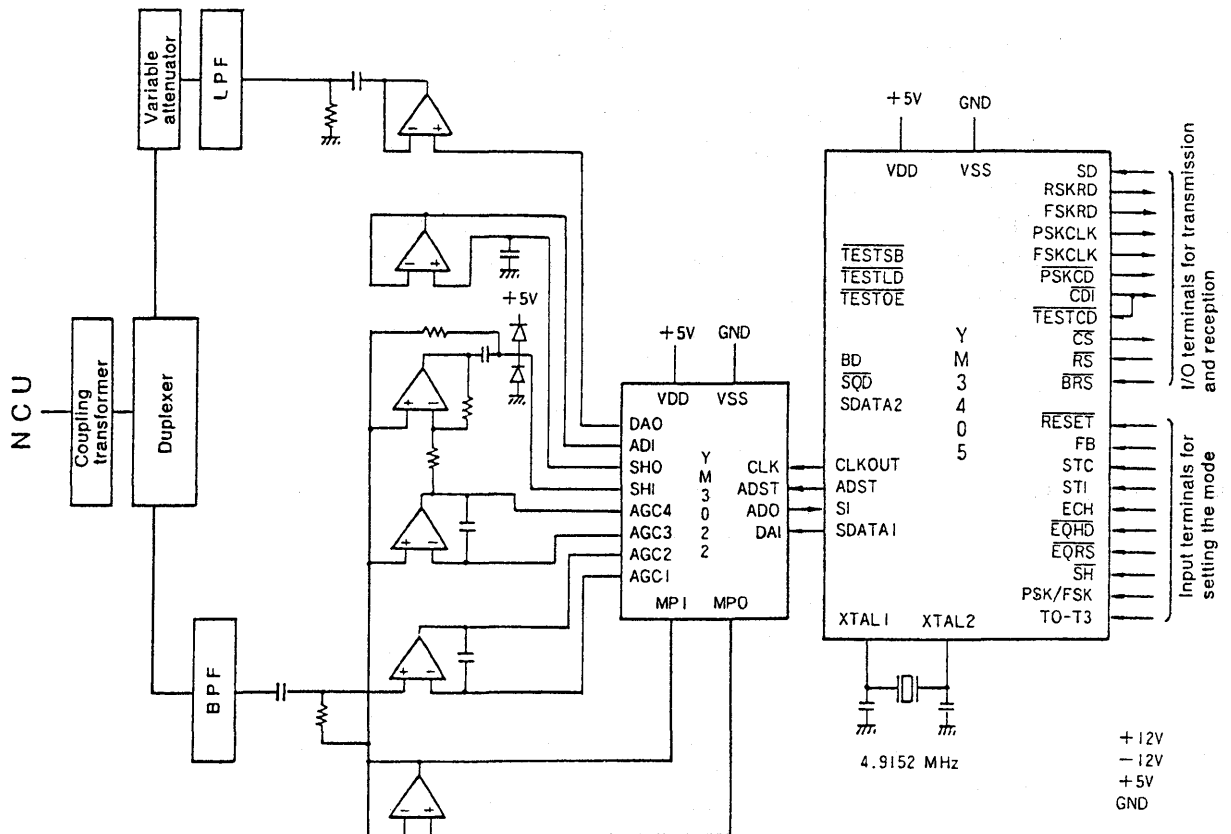 NCU
Coupling
transformer
Duplexer
Variable
attenuator
LPF
BPF
- +
- +
+5V
+ -
+ -
+ -
- +
+5V
GND
VDD
VSS
DAO
ADI
SHO
SHI
AGC4
AGC3
AGC2
AGC1
YM3022
CLK
ADST
ADO
DAI
MPI
MPO
+5V
GND
VDD
VSS
TESTSB
TESTLD
TESTOE
BD
SQD
SDATA2
CLKOUT
ADST
SI
SDATA1
YM3405
XTAL1
XTAL2
SD
RSKRD
FSKRD
PSKCLK
FSKCLK
PSKCD
CDI
TESTCD
CS
RS
BRS
RESET
FB
STC
STI
ECH
EQHD
EQRS
SH
PSK/FSK
TO-T3
I/O terminals for transmission
and reception
Input terminals for
setting the mode
4.9152 MHz
+12V
-12V
+5V
GND